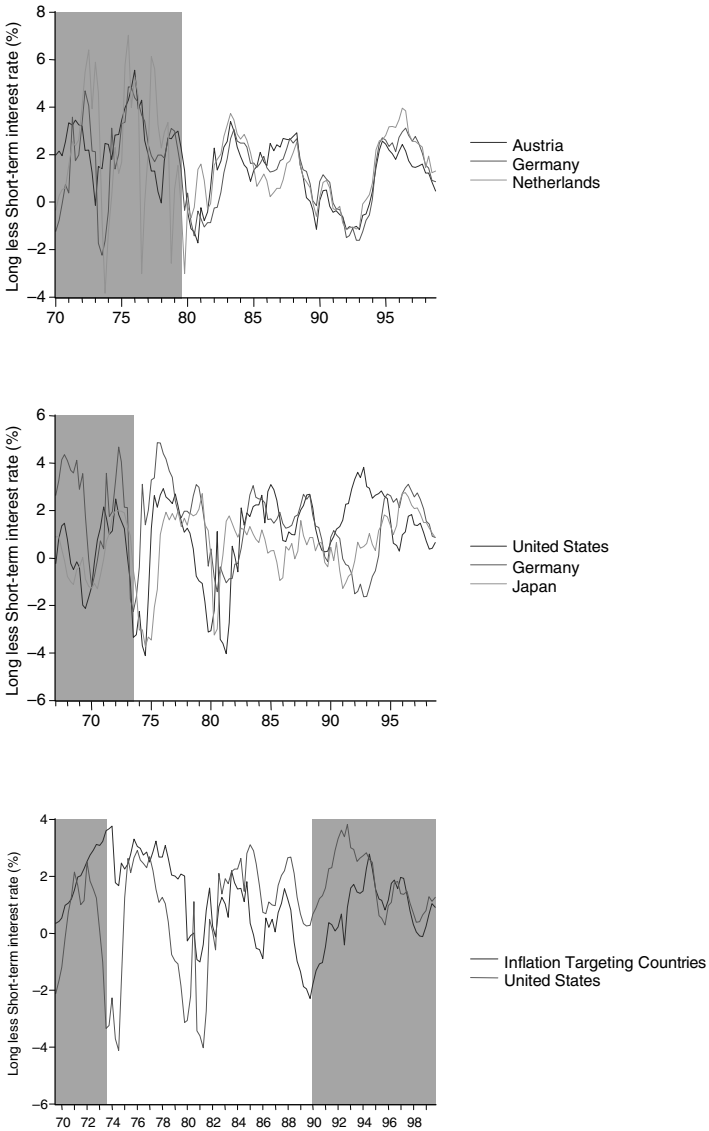 Long less Short-term interest rate (%)
8
6
4
2
0
−2
−4
70 75 80 85 90 95
Austria
Germany
Netherlands
Long less Short-term interest rate (%)
6
4
2
0
−2
−4
−6
70 75 80 85 90 95
United States
Germany
Japan
Long less Short-term interest rate (%)
4
2
0
−2
−4
−6
70 72 74 76 78 80 82 84 86 88 90 92 94 96 98
Inflation Targeting Countries
United States